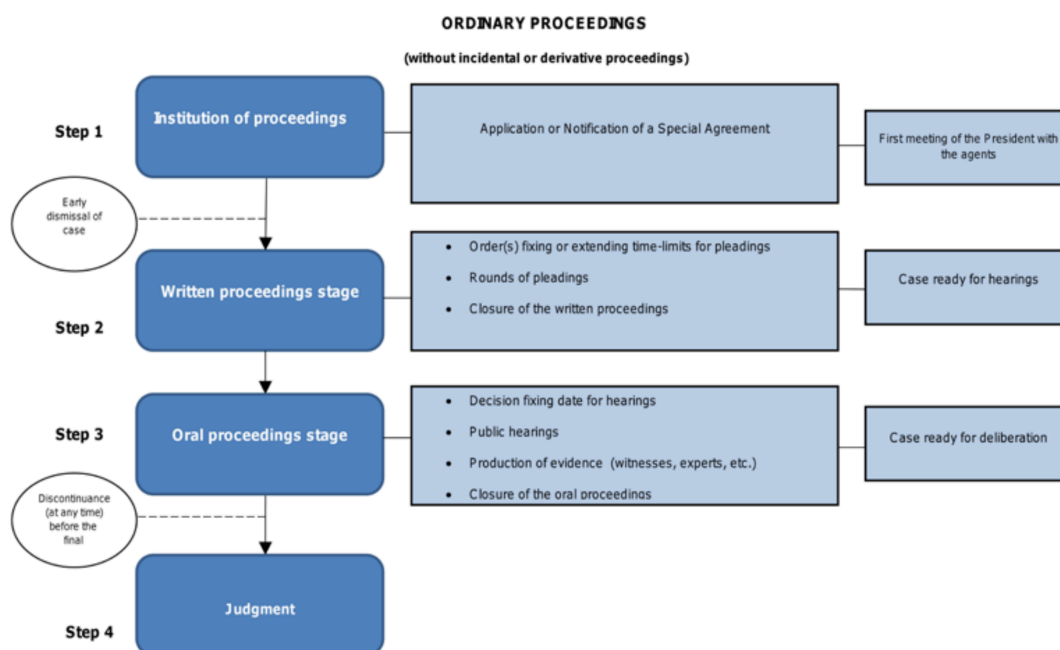 ORDINARY PROCEEDINGS
(without incidental or derivative proceedings)
Step 1
Institution of proceedings
Application or Notification of a Special Agreement
First meeting of the President with
the agents
Early
dismissal of
case
Written proceedings stage
Step 2
• Order(s) fixing or extending time-limits for pleadings
• Rounds of pleadings
• Closure of the written proceedings
Case ready for hearings
Step 3
Oral proceedings stage
• Decision fixing date for hearings
• Public hearings
• Production of evidence (witnesses, experts, etc.)
• Closure of the oral proceedings
Case ready for deliberation
Discontinuance
(at any time)
before the
final
Judgment
Step 4